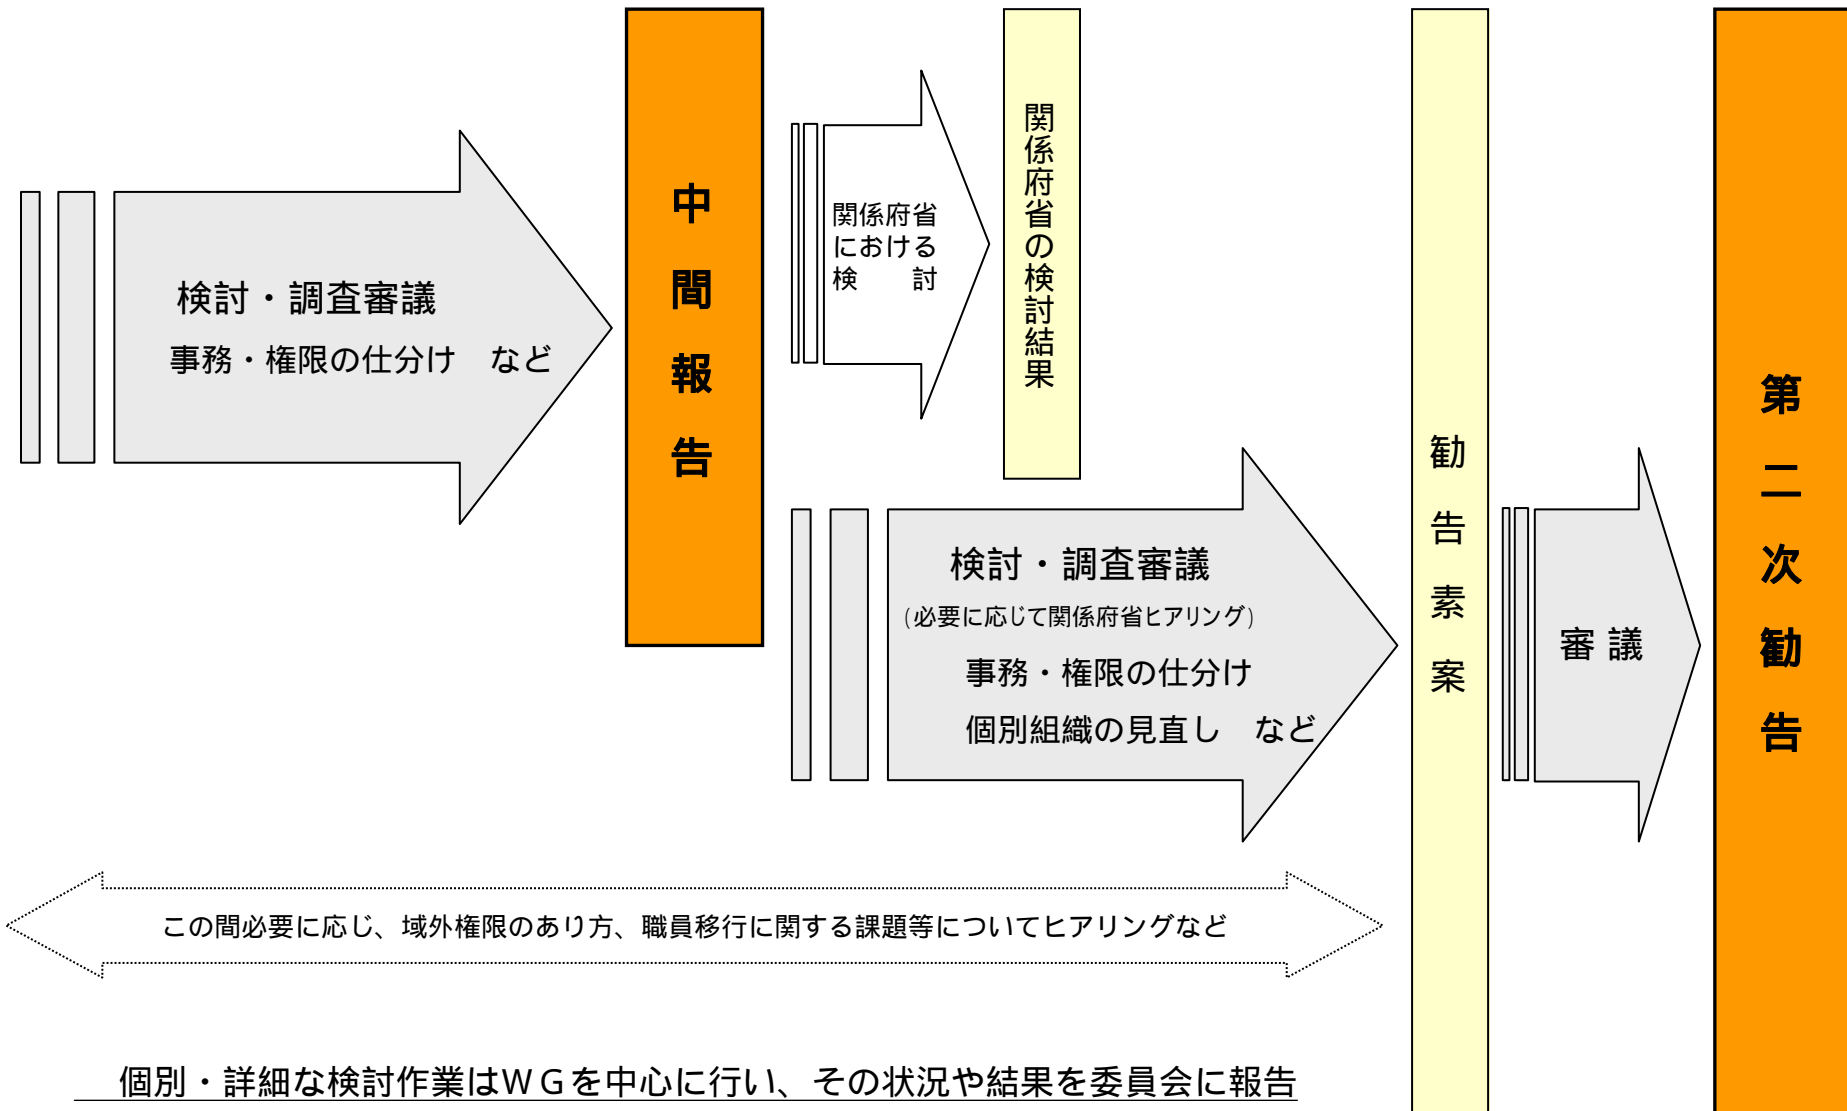 検討・調査審議
事務・権限の仕分け　など
中間報告
関係府省
における
検　　討
関係府省の検討結果
検討・調査審議
(必要に応じて関係府省ヒアリング)
事務・権限の仕分け
個別組織の見直し　など
勧告素案
審 議
第二次勧告
この間必要に応じ、域外権限のあり方、職員移行に関する課題等についてヒアリングなど
個別・詳細な検討作業はＷＧを中心に行い、その状況や結果を委員会に報告